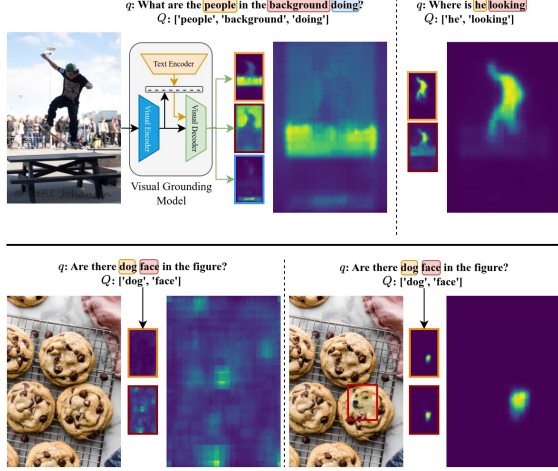 q: What are the people in the background doing?
Q: ['people', 'background', 'doing']
q: Where is he looking
Q: ['he', 'looking']
Text Encoder
Visual Encoder
Visual Decoder
Visual Grounding
Model
q: Are there dog face in the figure?
Q: ['dog', 'face']
q: Are there dog face in the figure?
Q: ['dog', 'face']